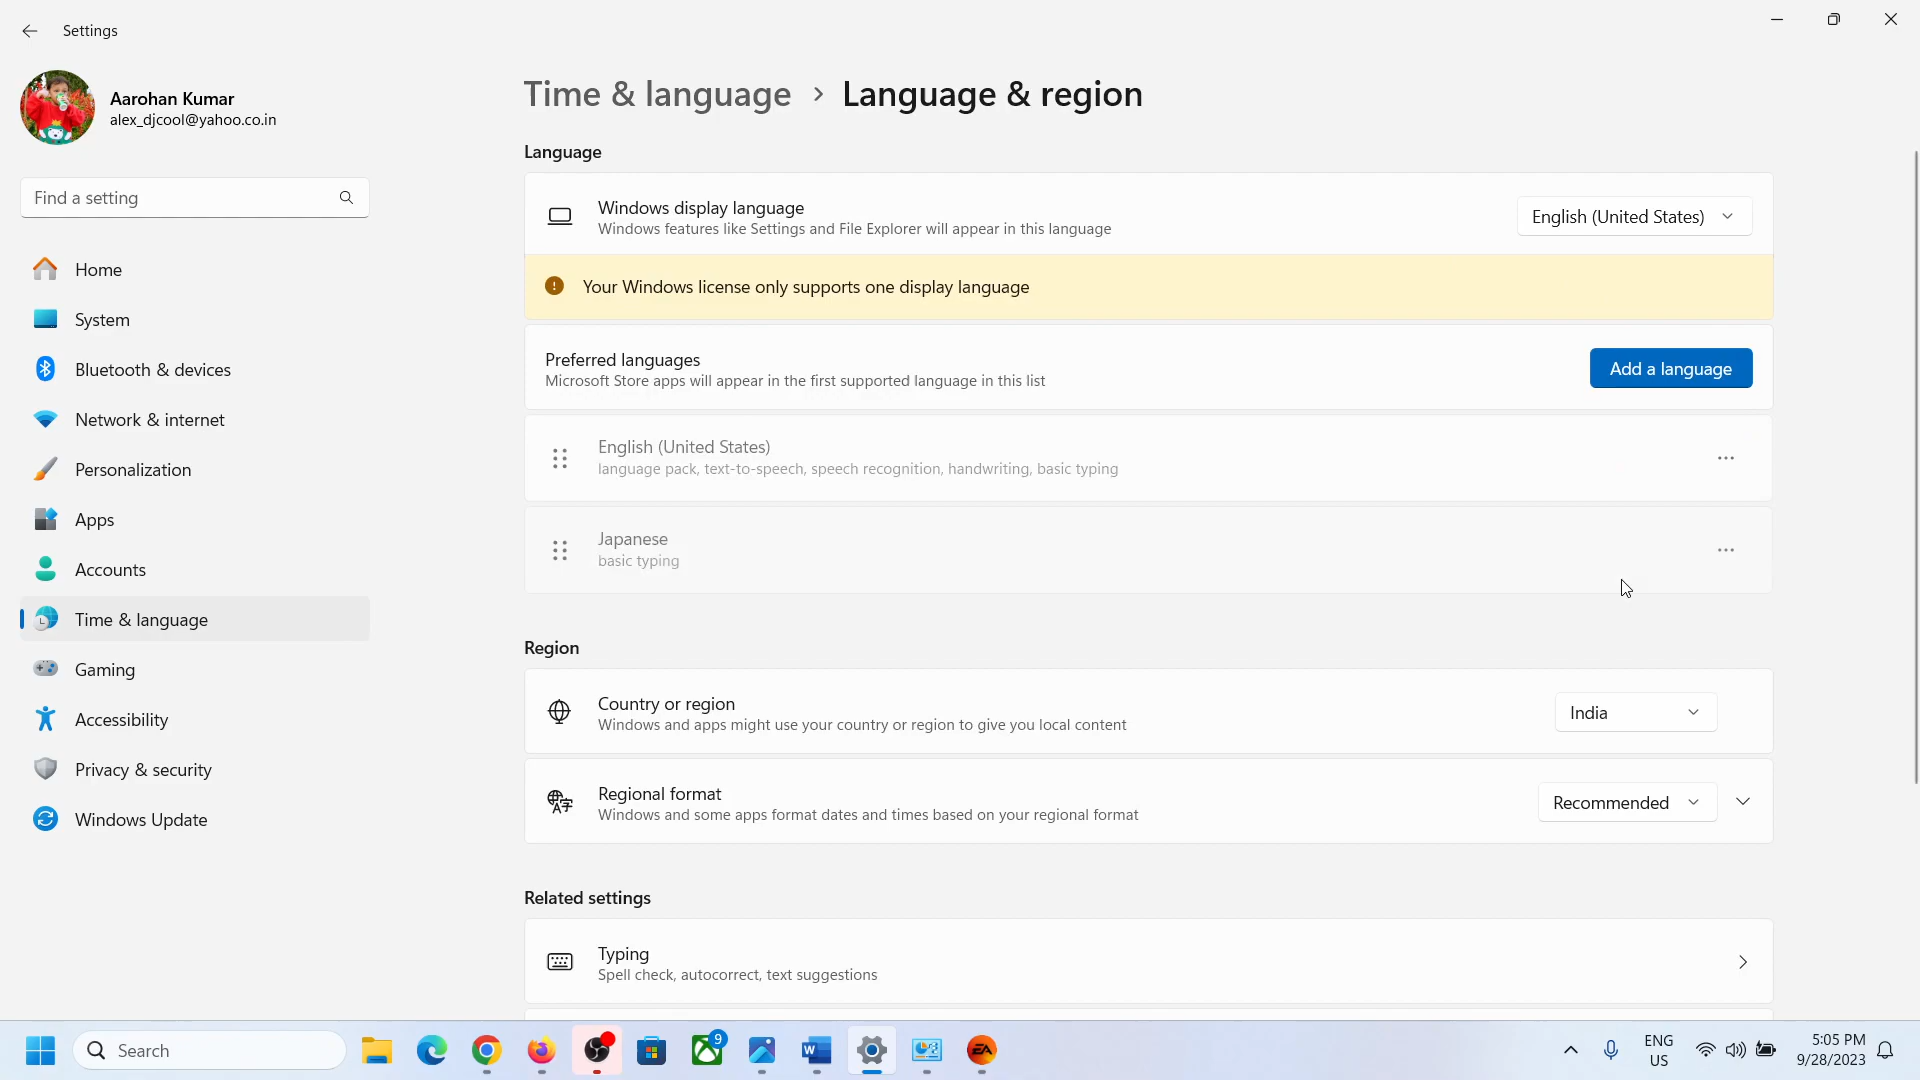 Settings
Aarohan Kumar
alex_djcool@yahoo.co.in
Find a setting
Home
System
Bluetooth & devices
Network & internet
Personalization
Apps
Accounts
Time & language
Gaming
Accessibility
Privacy & security
Windows Update
Time & language > Language & region
Language
Windows display language
Windows features like Settings and File Explorer will appear in this language
English (United States)
Your Windows license only supports one display language
Preferred languages
Microsoft Store apps will appear in the first supported language in this list
Add a language
English (United States)
language pack, text-to-speech, speech recognition, handwriting, basic typing
Japanese
basic typing
Region
Country or region
Windows and apps might use your country or region to give you local content
India
Regional format
Windows and some apps format dates and times based on your regional format
Recommended
Related settings
Typing
Spell check, autocorrect, text suggestions
Search
9
EA
ENG
US
5:05 PM
9/28/2023